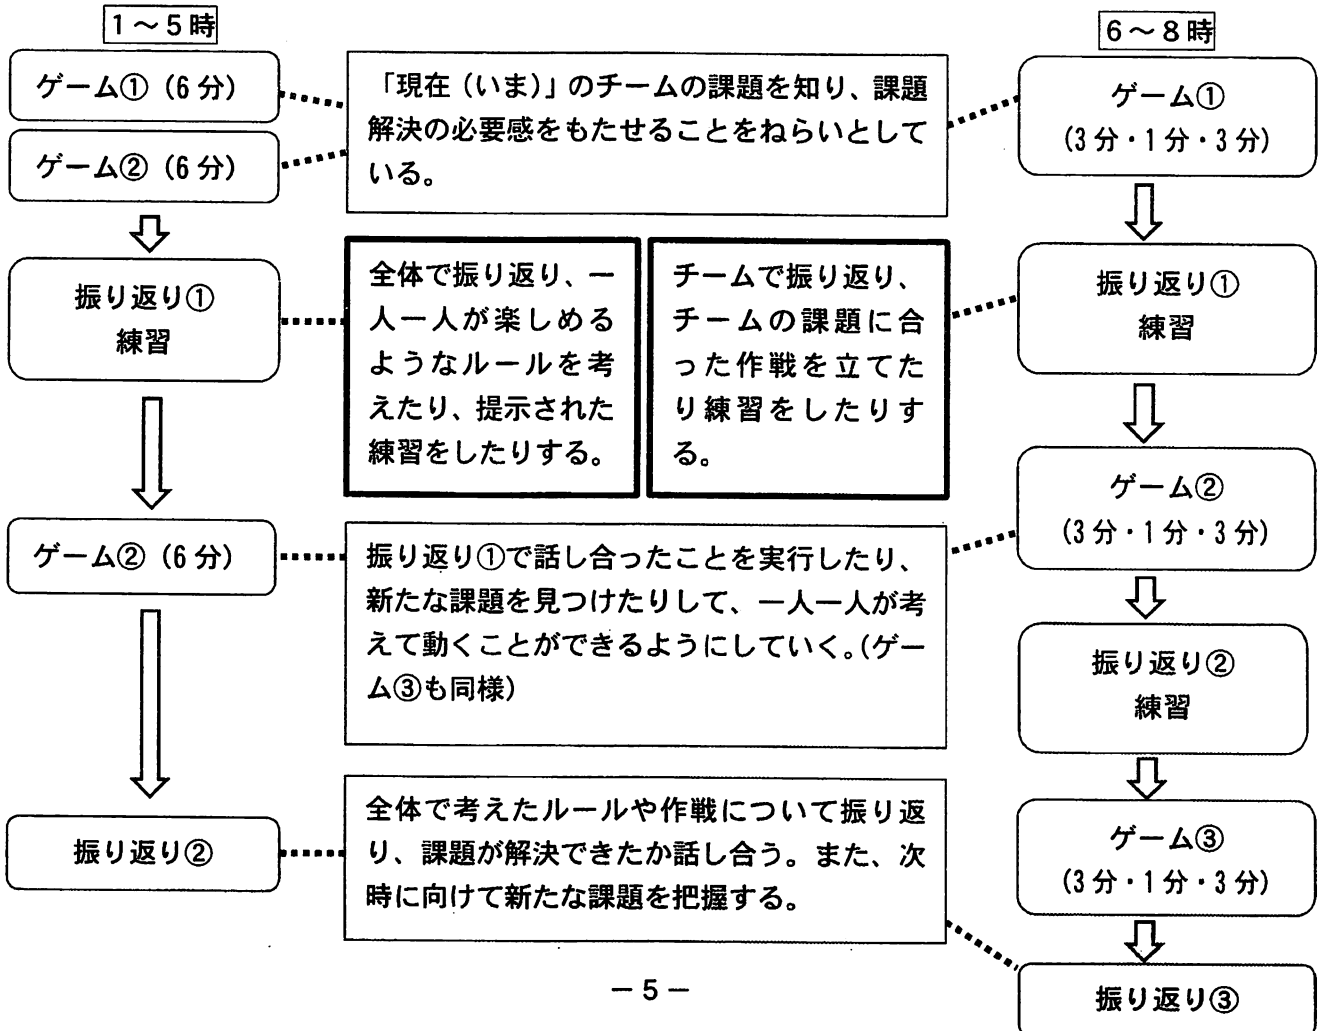 1～5時
ゲーム①（6分）
ゲーム②（6分）
振り返り①
練習
ゲーム②（6分）
振り返り②
「現在（いま）」のチームの課題を知り、課題
解決の必要感をもたせることをねらいとして
いる。
全体で振り返り、一
人一人が楽しめる
ようなルールを考
えたり、提示された
練習をしたりする。
チームで振り返り、
チームの課題に合
った作戦を立てた
り練習をしたりす
る。
振り返り①で話し合ったことを実行したり、
新たな課題を見つけたりして、一人一人が考
えて動くことができるようにしていく。（ゲー
ム③も同様）
全体で考えたルールや作戦について振り返
り、課題が解決できたか話し合う。また、次
時に向けて新たな課題を把握する。
6～8時
ゲーム①
（3分・1分・3分）
振り返り①
練習
ゲーム②
（3分・1分・3分）
振り返り②
練習
ゲーム③
（3分・1分・3分）
振り返り③
－5－